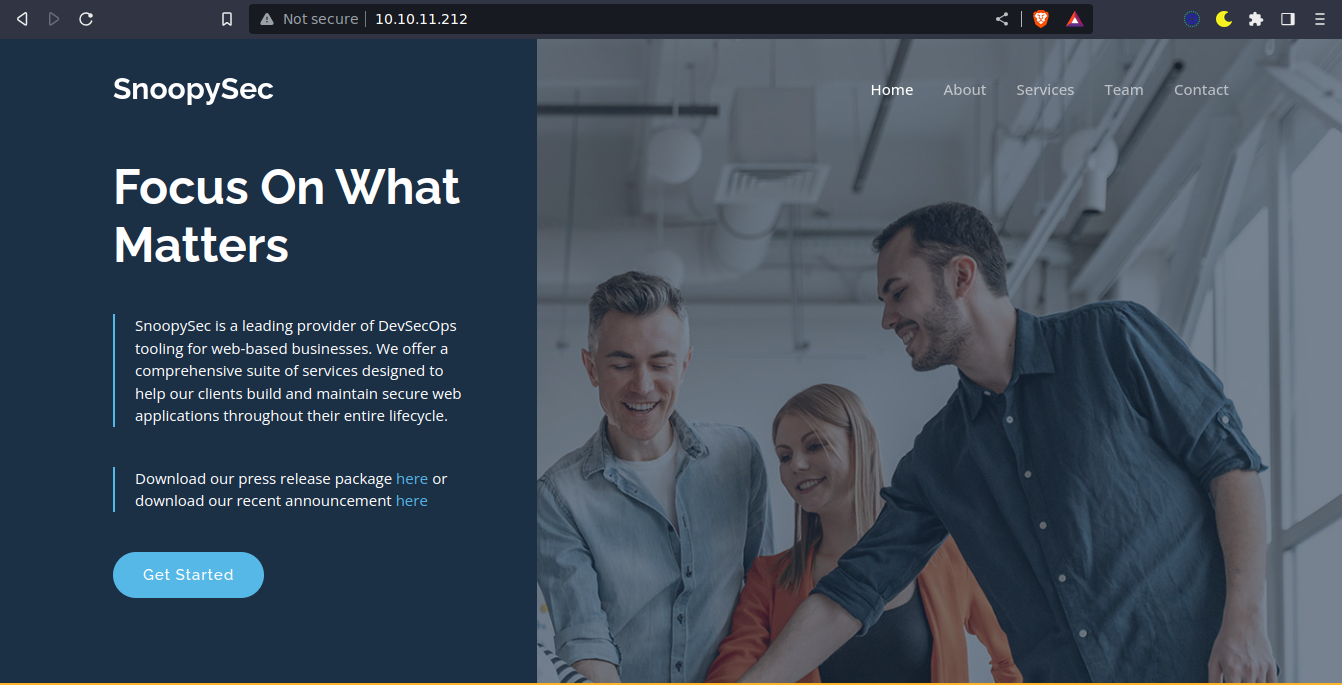 Not secure 10.10.11.212
SnoopySec
Home About Services Team Contact
Focus On What
Matters
SnoopySec is a leading provider of DevSecOps
tooling for web-based businesses. We offer a
comprehensive suite of services designed to
help our clients build and maintain secure web
applications throughout their entire lifecycle.
Download our press release package here or
download our recent announcement here
Get Started